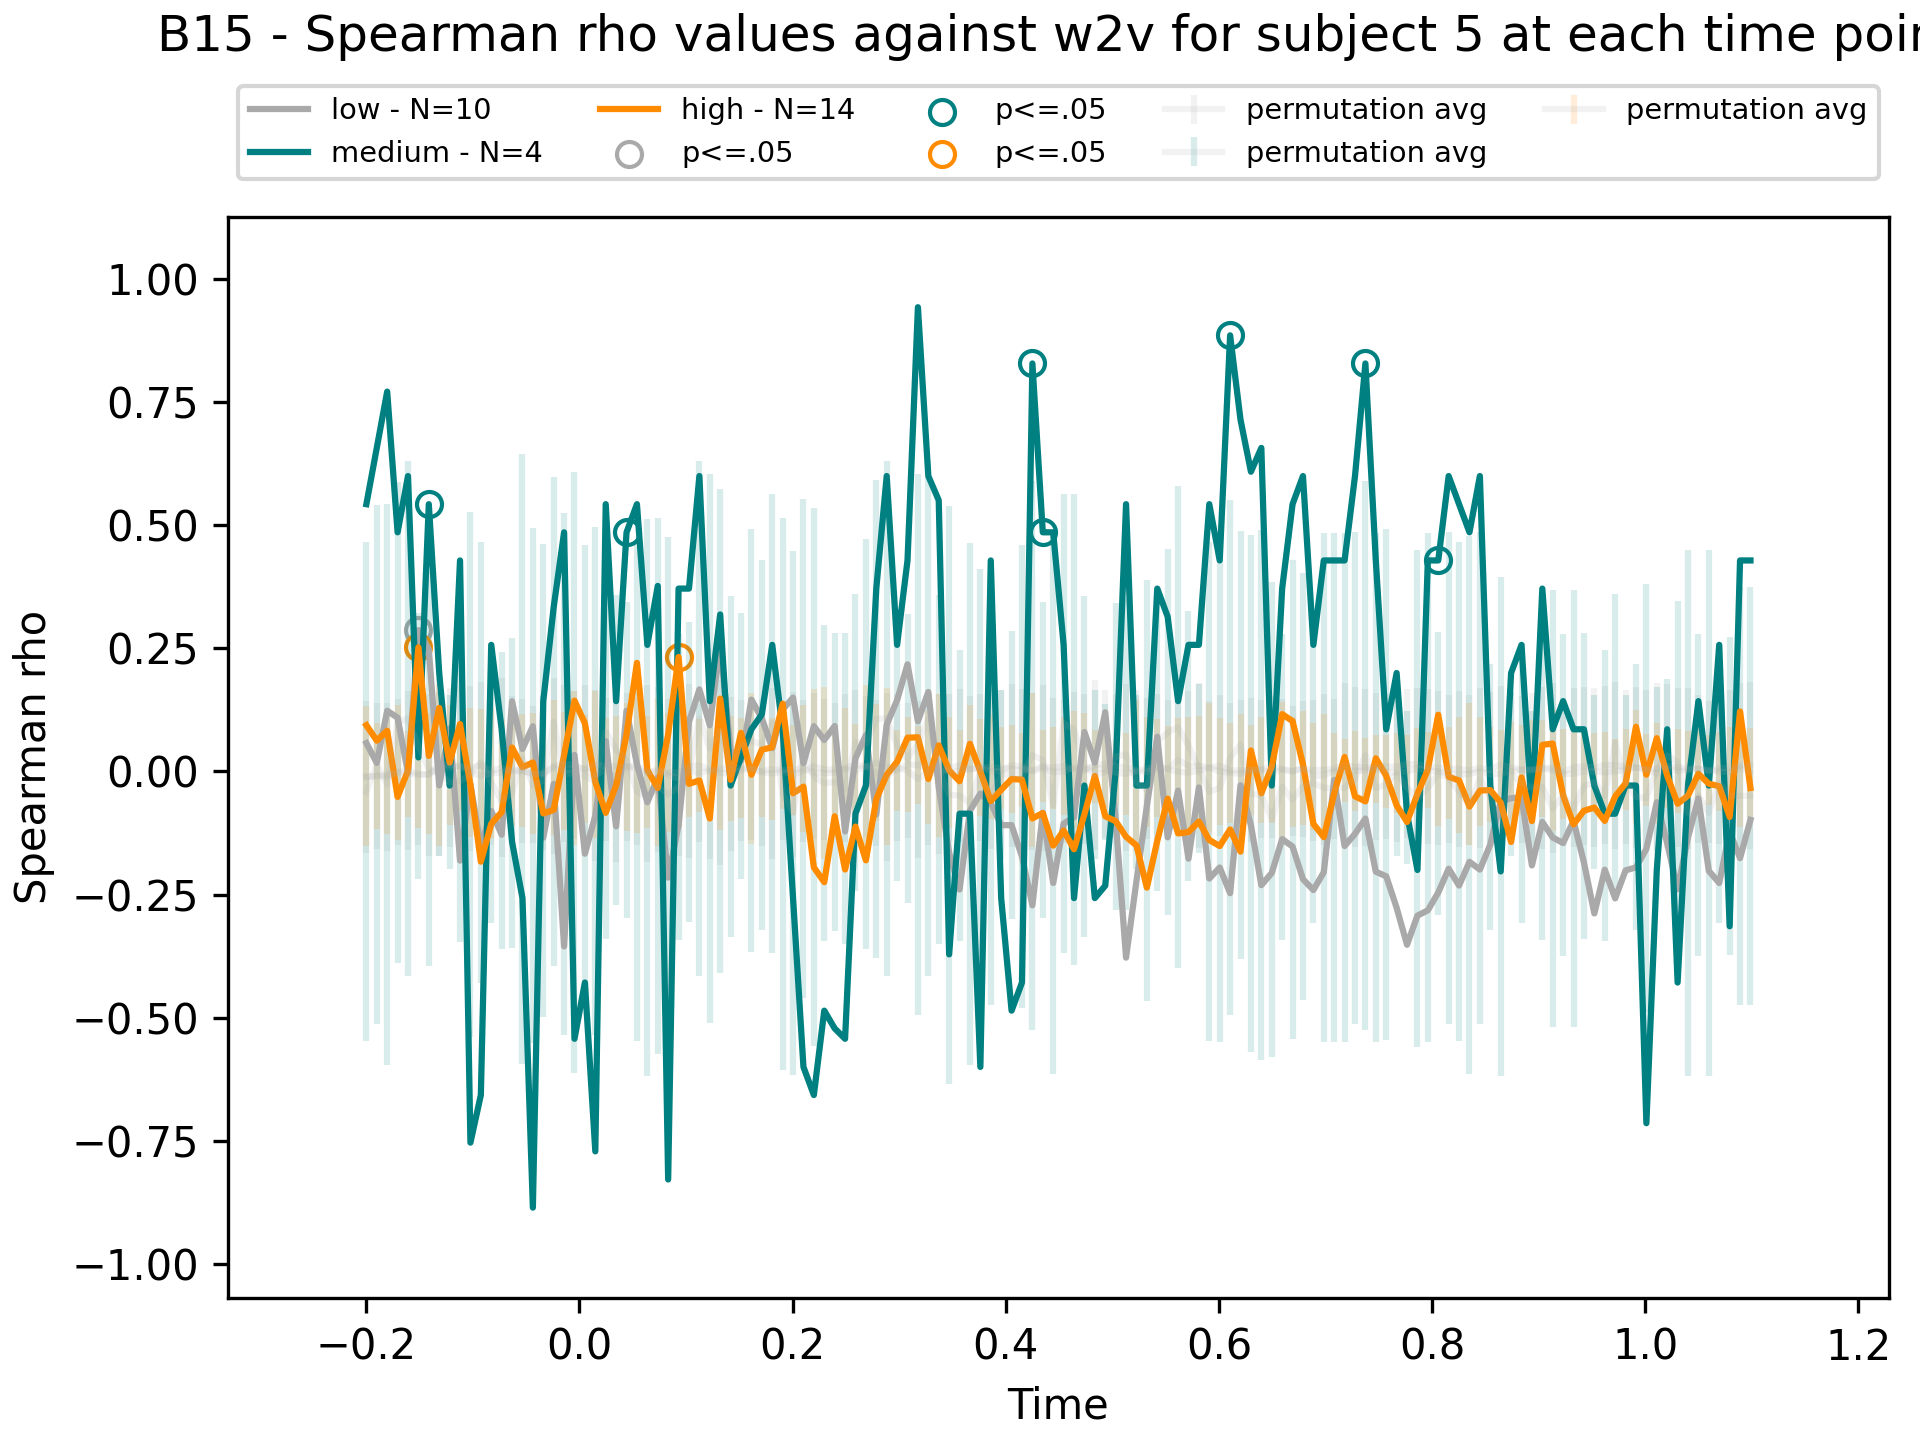 B15 - Spearman rho values against w2v for subject 5 at each time
low - N=10
medium - N=4
high - N=14
p<=.05
p<=.05
p<=.05
permutation avg
permutation avg
permutation avg
1.00
0.75
0.50
0.25
0.00
−0.25
−0.50
−0.75
−1.00
Spearman rho
−0.2 0.0 0.2 0.4 0.6 0.8 1.0 1.2
Time